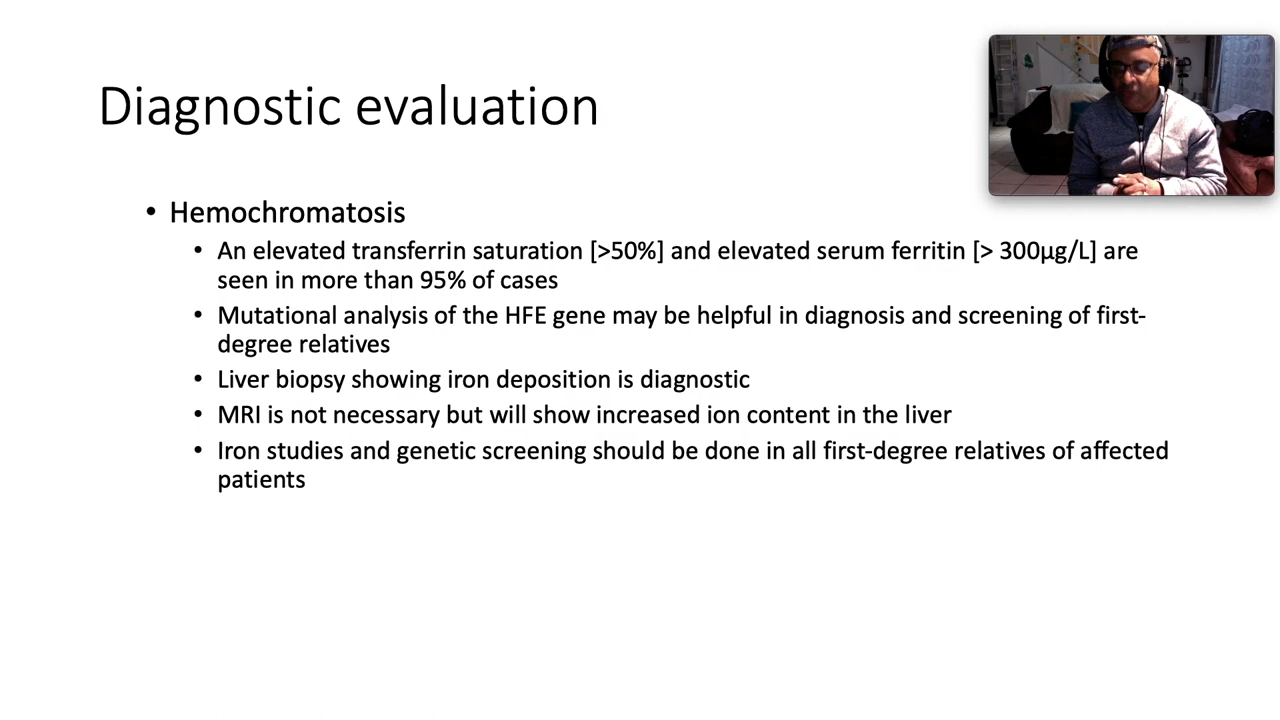 Diagnostic evaluation
• Hemochromatosis
• An elevated transferrin saturation [>50%] and elevated serum ferritin [> 300µg/L] are
seen in more than 95% of cases
• Mutational analysis of the HFE gene may be helpful in diagnosis and screening of first-
degree relatives
• Liver biopsy showing iron deposition is diagnostic
• MRI is not necessary but will show increased ion content in the liver
• Iron studies and genetic screening should be done in all first-degree relatives of affected
patients